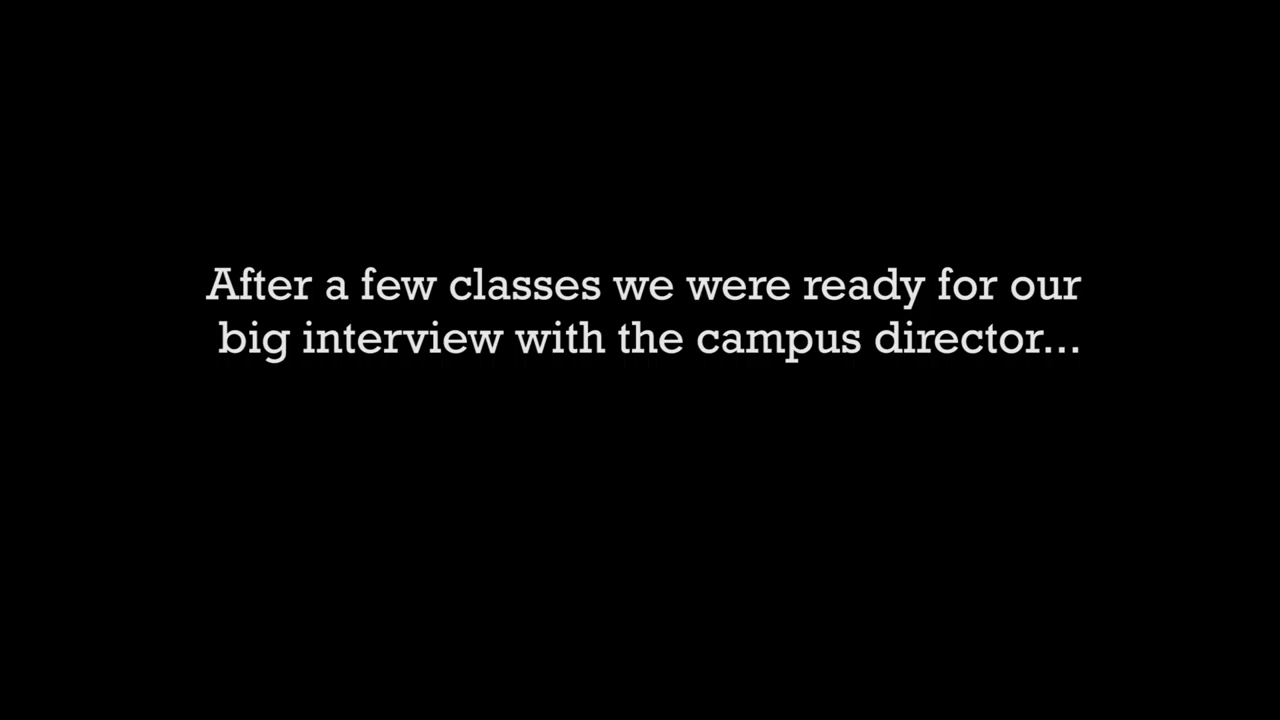 After a few classes we were ready for our
big interview with the campus director...